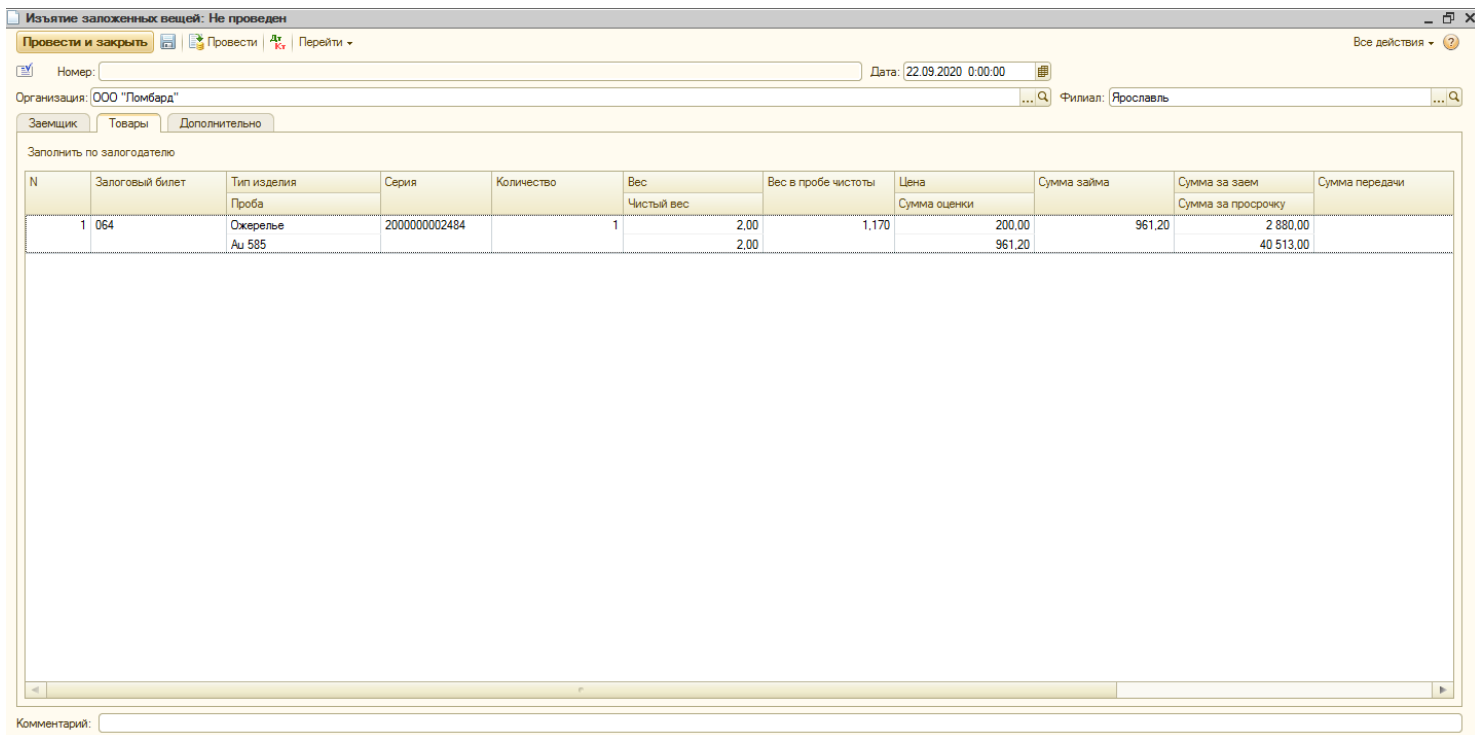 Изъятие заложенных вещей: Не проведен
Провести и закрыть Провести Дт Кт Перейти Все действия ?
Номер: Дата: 22.09.2020 0:00:00
Организация: ООО "Ломбард" ... Филиал: Ярославль ...
Заемщик Товары Дополнительно
Заполнить по залогодателю
N Залоговый билет Тип изделия Серия Количество Вес Вес в пробе чистоты Цена Сумма займа Сумма за заем Сумма передачи
Проба Чистый вес Сумма оценки Сумма за просрочку
1 064 Ожерелье 2000000002484 1 2,00 1,170 200,00 961,20 2 880,00
Au 585 2,00 961,20 40 513,00
Комментарий: